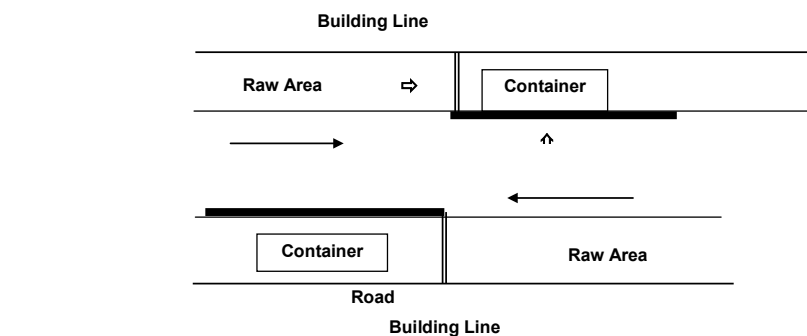 Building Line
Raw Area
Container
Container
Raw Area
Road
Building Line